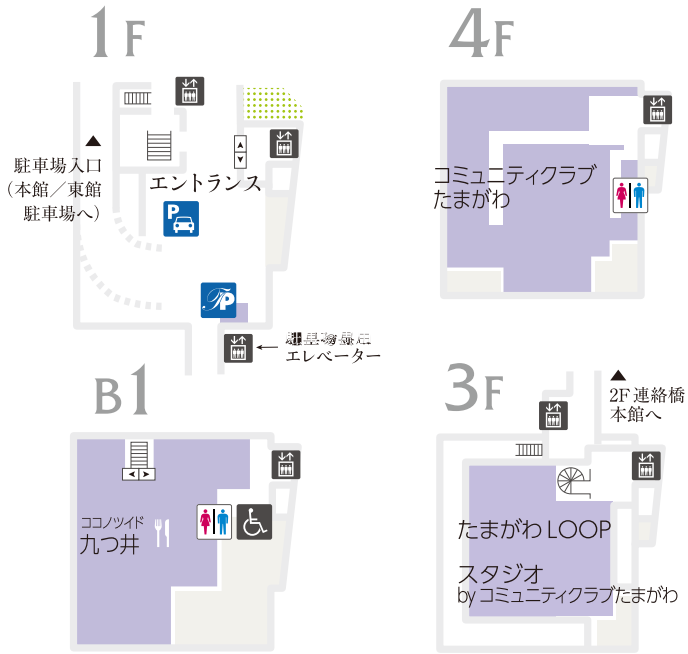 1F
駐車場入口
（本館／東館
駐車場へ）
エントランス
P
TP
エレベーター
4F
コミュニティクラブ
たまがわ
B1
ココノツイド
九つ井
3F
2F 連絡橋
本館へ
たまがわ LOOP
スタジオ
by コミュニティクラブたまがわ